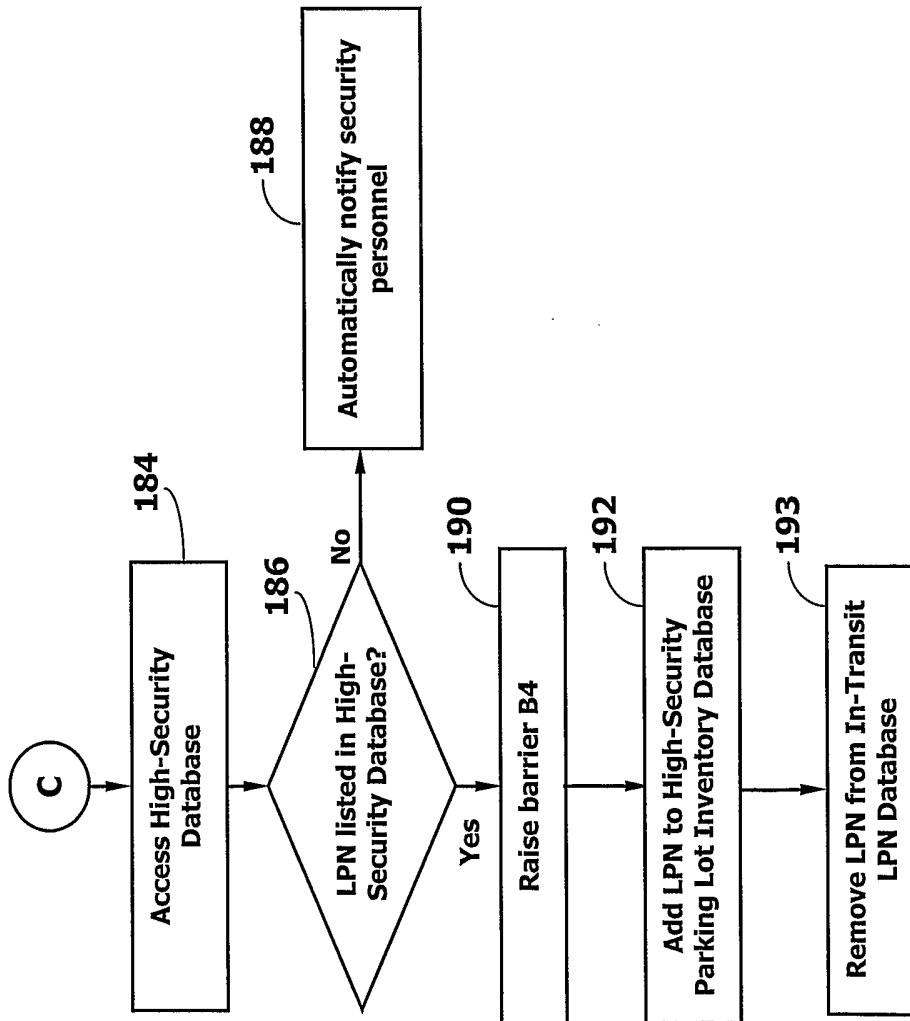 C
184
Access High-Security
Database
186
LPN listed in High-
Security Database?
No
188
Automatically notify security
personnel
Yes
190
Raise barrier B4
192
Add LPN to High-Security
Parking Lot Inventory Database
193
Remove LPN from In-Transit
LPN Database